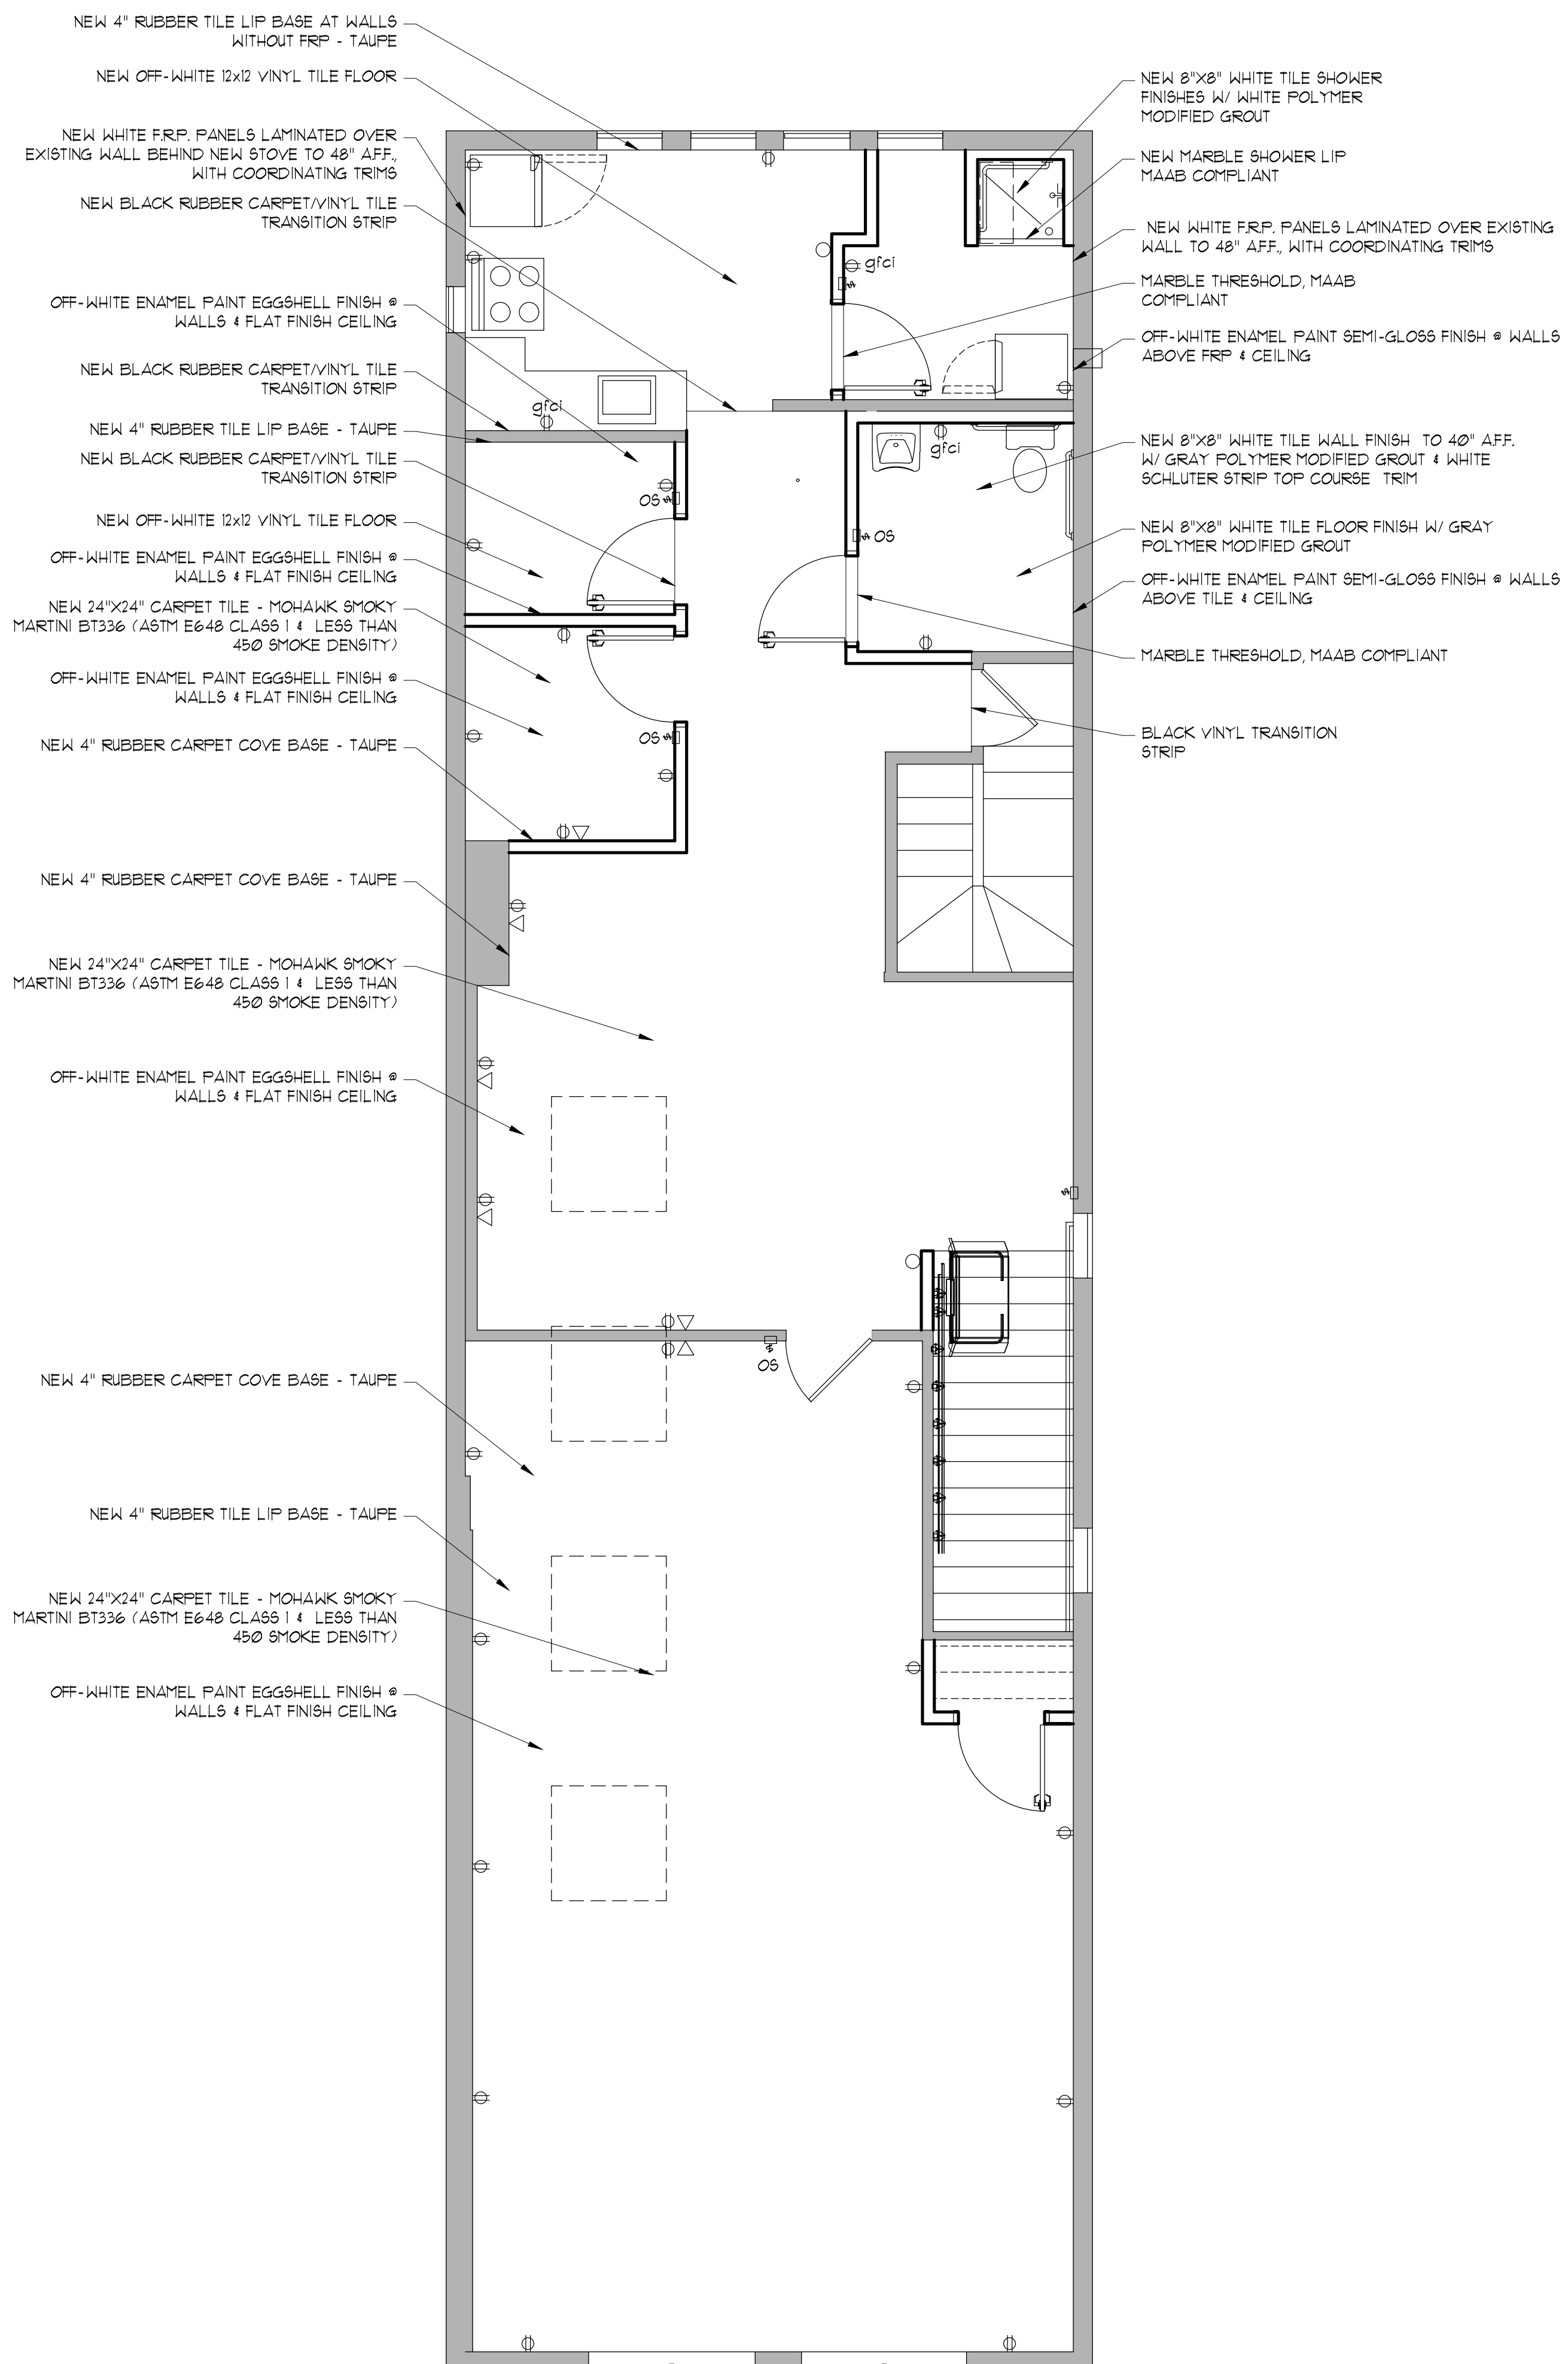 NEW 4" RUBBER TILE LIP BASE AT WALLS
WITHOUT FRP - TAUPE
NEW OFF-WHITE 12x12 VINYL TILE FLOOR
NEW WHITE F.R.P. PANELS LAMINATED OVER
EXISTING WALL BEHIND NEW STOVE TO 48" A.F.F.,
WITH COORDINATING TRIMS
NEW BLACK RUBBER CARPET/VINYL TILE
TRANSITION STRIP
OFF-WHITE ENAMEL PAINT EGGSHELL FINISH @
WALLS & FLAT FINISH CEILING
NEW BLACK RUBBER CARPET/VINYL TILE
TRANSITION STRIP
NEW 4" RUBBER TILE LIP BASE - TAUPE
NEW BLACK RUBBER CARPET/VINYL TILE
TRANSITION STRIP
NEW OFF-WHITE 12x12 VINYL TILE FLOOR
OFF-WHITE ENAMEL PAINT EGGSHELL FINISH @
WALLS & FLAT FINISH CEILING
NEW 24"X24" CARPET TILE - MOHAWK SMOKY
MARTINI BT336 (ASTM E648 CLASS 1 & LESS THAN
450 SMOKE DENSITY)
OFF-WHITE ENAMEL PAINT EGGSHELL FINISH @
WALLS & FLAT FINISH CEILING
NEW 4" RUBBER CARPET COVE BASE - TAUPE
NEW 4" RUBBER CARPET COVE BASE - TAUPE
NEW 24"X24" CARPET TILE - MOHAWK SMOKY
MARTINI BT336 (ASTM E648 CLASS 1 & LESS THAN
450 SMOKE DENSITY)
OFF-WHITE ENAMEL PAINT EGGSHELL FINISH @
WALLS & FLAT FINISH CEILING
NEW 4" RUBBER CARPET COVE BASE - TAUPE
NEW 4" RUBBER TILE LIP BASE - TAUPE
NEW 24"X24" CARPET TILE - MOHAWK SMOKY
MARTINI BT336 (ASTM E648 CLASS 1 & LESS THAN
450 SMOKE DENSITY)
OFF-WHITE ENAMEL PAINT EGGSHELL FINISH @
WALLS & FLAT FINISH CEILING
gfci
gfci
gfci
OS
OS
OS
OS
NEW 8"X8" WHITE TILE SHOWER
FINISHES W/ WHITE POLYMER
MODIFIED GROUT
NEW MARBLE SHOWER LIP
MAAB COMPLIANT
NEW WHITE F.R.P. PANELS LAMINATED OVER EXISTING
WALL TO 48" A.F.F., WITH COORDINATING TRIMS
MARBLE THRESHOLD, MAAB
COMPLIANT
OFF-WHITE ENAMEL PAINT SEMI-GLOSS FINISH @ WALLS
ABOVE FRP & CEILING
NEW 8"X8" WHITE TILE WALL FINISH TO 40" A.F.F.
W/ GRAY POLYMER MODIFIED GROUT & WHITE
SCHLUTER STRIP TOP COURSE TRIM
NEW 8"X8" WHITE TILE FLOOR FINISH W/ GRAY
POLYMER MODIFIED GROUT
OFF-WHITE ENAMEL PAINT SEMI-GLOSS FINISH @ WALLS
ABOVE TILE & CEILING
MARBLE THRESHOLD, MAAB COMPLIANT
BLACK VINYL TRANSITION
STRIP